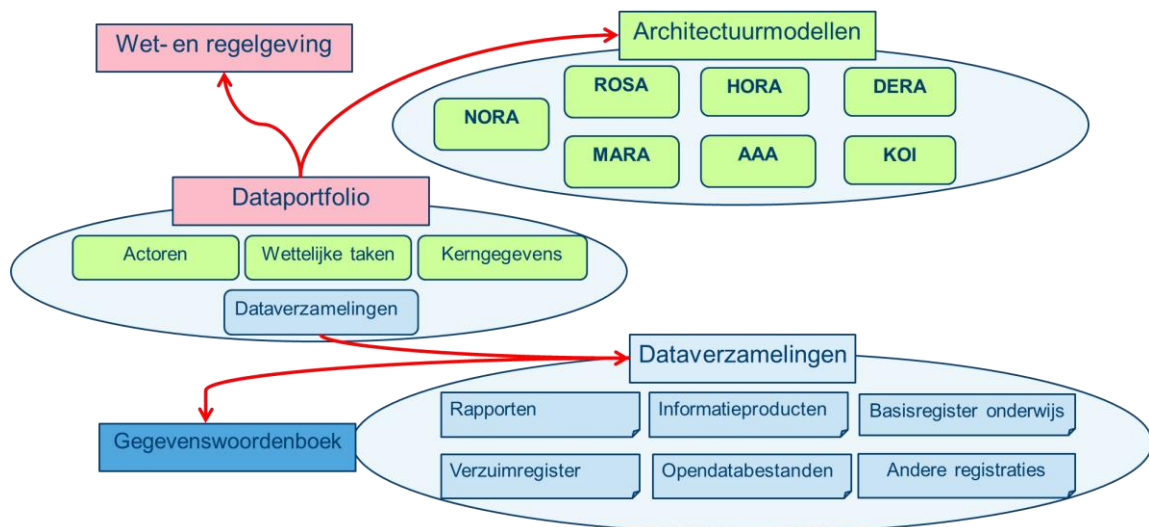 Wet- en regelgeving
Architectuurmodellen
NORA
ROSA
HORA
DERA
MARA
AAA
KOI
Dataportfolio
Actoren
Wettelijke taken
Kerngegevens
Dataverzamelingen
Dataverzamelingen
Rapporten
Informatieproducten
Basisregister onderwijs
Verzuimregister
Opendatabestanden
Andere registraties
Gegevenswoordenboek